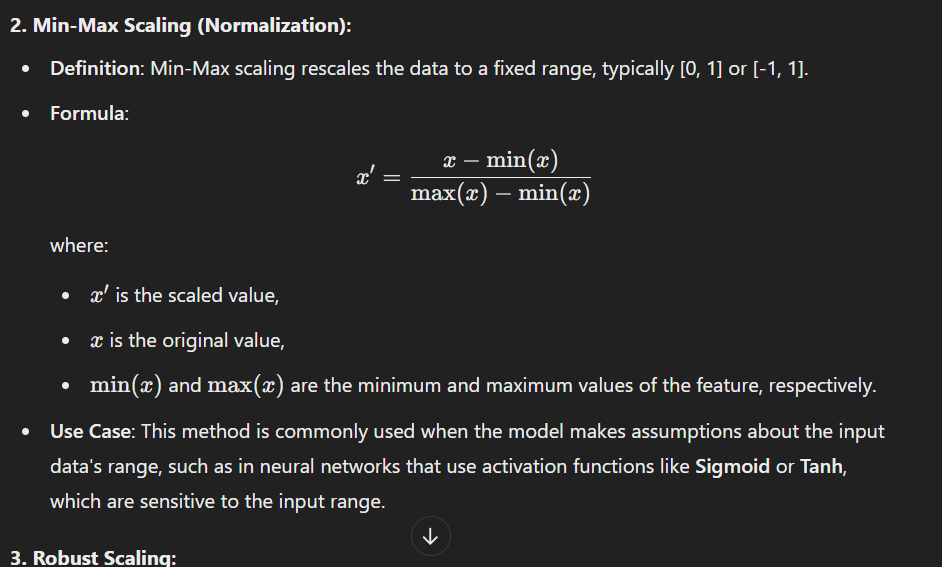 2. Min-Max Scaling (Normalization):
• Definition: Min-Max scaling rescales the data to a fixed range, typically [0, 1] or [-1, 1].
• Formula:
x′ = (x − min(x)) / (max(x) − min(x))
where:
• x′ is the scaled value,
• x is the original value,
• min(x) and max(x) are the minimum and maximum values of the feature, respectively.
• Use Case: This method is commonly used when the model makes assumptions about the input
data's range, such as in neural networks that use activation functions like Sigmoid or Tanh,
which are sensitive to the input range.
3. Robust Scaling: